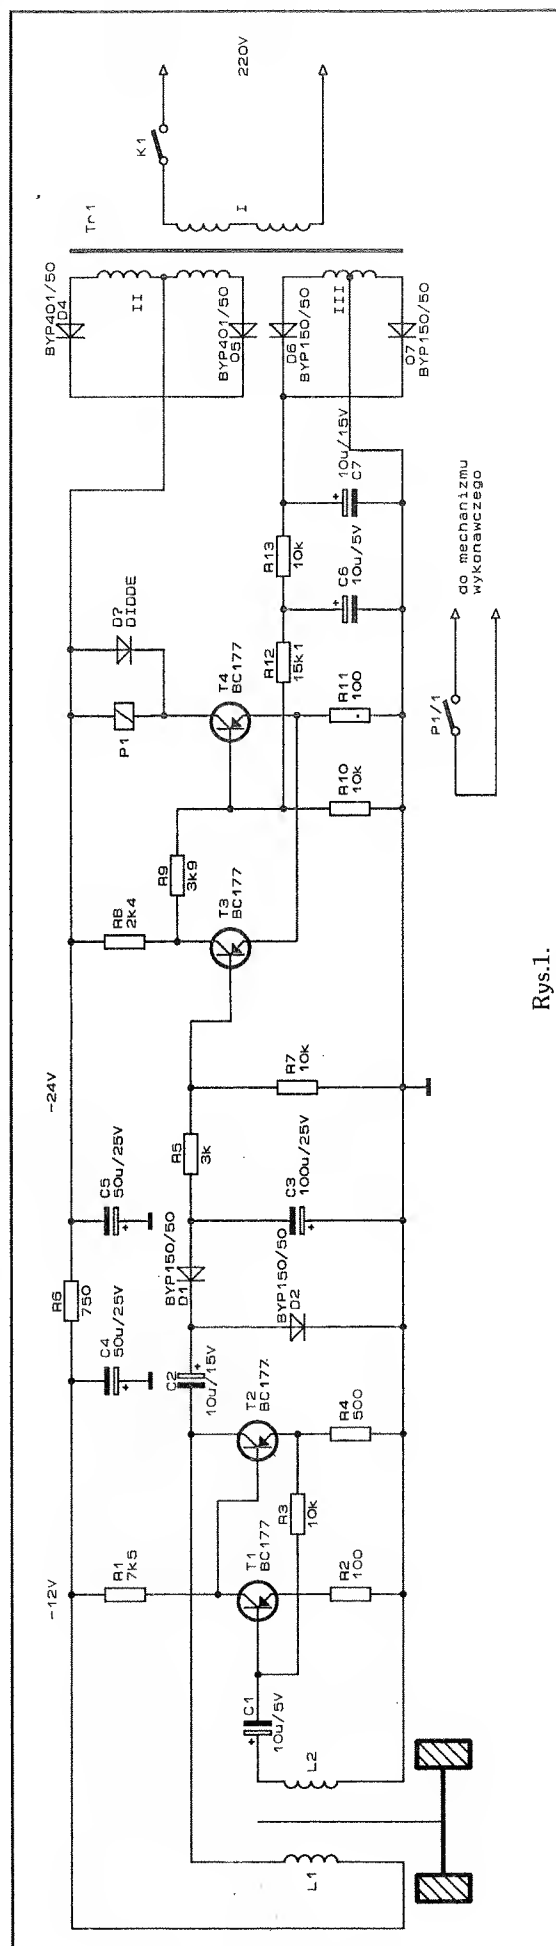 -12V
-24V
R1
7k5
C4
50u/25V
R6
750
C5
50u/25V
R8
2k4
R9
3k9
P1
D?
DIODE
BYP401/50
D4
II
BYP401/50
D5
Tr1
K1
I
220V
L1
L2
C1
10u/5V
T1
BC177
R2
100
R3
10k
T2
BC177
R4
500
C2
10u/15V
BYP150/50
D1
BYP150/50
D2
C3
100u/25V
R5
3k
R7
10k
T3
BC177
T4
BC177
R10
10k
R11
100
R12
15k1
R13
10k
C6
10u/5V
10u/15V
C7
D6
BYP150/50
III
D7
BYP150/50
P1/1
do mechanizmu
wykonawczego
Rys.1.